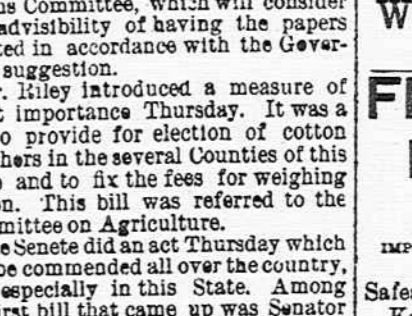 ns Committee, which will consider
advisibility of having the papers
ted in accordance with the Gover-
suggestion.
r. Riley introduced a measure of
t importance Thursday. It was a
o provide for election of cotton
hers in the several Counties of this
and to fix the fees for weighing
on. This bill was referred to the
mittee on Agriculture.
e Senete did an act Thursday which
be commended all over the country,
especially in this State. Among
irst bill that came up was Senator
W
F
IMP
Safes